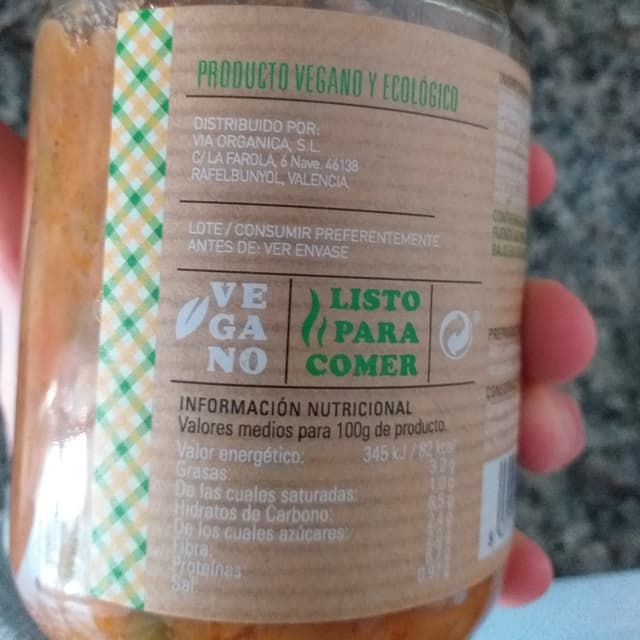 PRODUCTO VEGANO Y ECOLÓGICO
DISTRIBUIDO POR:
VIA ORGANICA, S.L.
C/ LA FAROLA, 6 Nave. 46138
RAFELBUNYOL, VALENCIA
LOTE / CONSUMIR PREFERENTEMENTE
ANTES DE: VER ENVASE
VE
GA
NO
LISTO
PARA
COMER
INFORMACIÓN NUTRICIONAL
Valores medios para 100g de producto.
Valor energético: 345 kJ / 82 kcal
Grasas:
De las cuales saturadas:
Hidratos de Carbono:
De los cuales azúcares:
Fibra:
Proteínas:
Sal